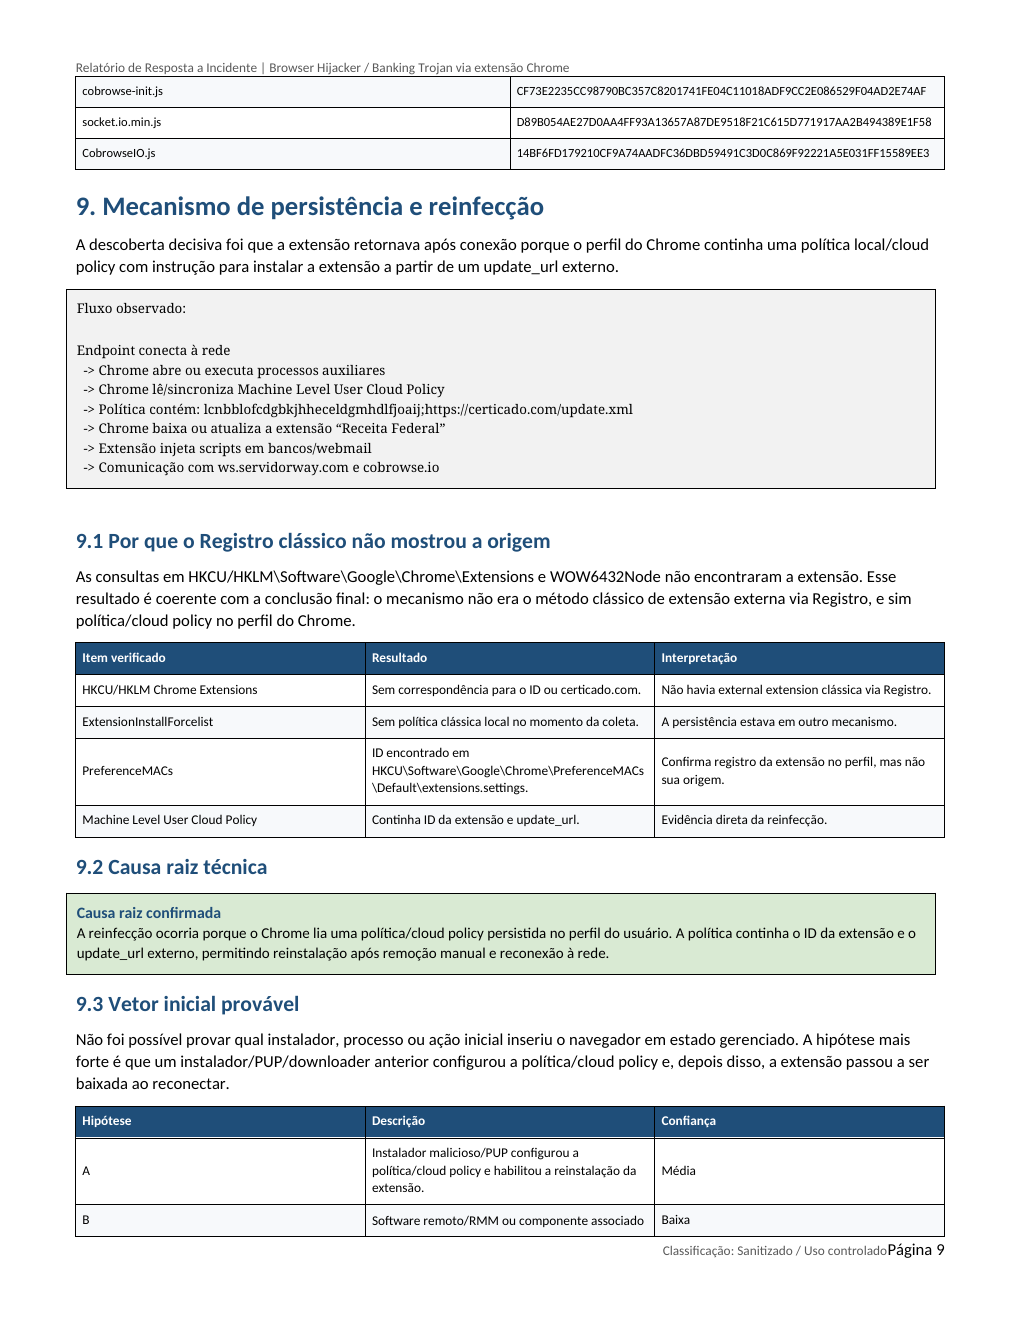 Relatório de Resposta a Incidente | Browser Hijacker / Banking Trojan via extensão Chrome
cobrowse-init.js CF73E2235CC98790BC357C8201741FE04C11018ADF9CC2E086529F04AD2E74AF
socket.io.min.js D89B054AE27D0AA4FF93A13657A87DE9518F21C615D771917AA2B494389E1F58
CobrowseIO.js 14BF6FD179210CF9A74AADFC36DBD59491C3D0C869F92221A5E031FF15589EE3
9. Mecanismo de persistência e reinfecção
A descoberta decisiva foi que a extensão retornava após conexão porque o perfil do Chrome continha uma política local/cloud
policy com instrução para instalar a extensão a partir de um update_url externo.
Fluxo observado:
Endpoint conecta à rede
-> Chrome abre ou executa processos auxiliares
-> Chrome lê/sincroniza Machine Level User Cloud Policy
-> Política contém: lcnbblofcdgbkjhheceldgmhdlfjoaij;https://certicado.com/update.xml
-> Chrome baixa ou atualiza a extensão “Receita Federal”
-> Extensão injeta scripts em bancos/webmail
-> Comunicação com ws.servidorway.com e cobrowse.io
9.1 Por que o Registro clássico não mostrou a origem
As consultas em HKCU/HKLM\Software\Google\Chrome\Extensions e WOW6432Node não encontraram a extensão. Esse
resultado é coerente com a conclusão final: o mecanismo não era o método clássico de extensão externa via Registro, e sim
política/cloud policy no perfil do Chrome.
Item verificado Resultado Interpretação
HKCU/HKLM Chrome Extensions Sem correspondência para o ID ou certicado.com. Não havia external extension clássica via Registro.
ExtensionInstallForcelist Sem política clássica local no momento da coleta. A persistência estava em outro mecanismo.
PreferenceMACs
ID encontrado em
HKCU\Software\Google\Chrome\PreferenceMACs
\Default\extensions.settings.
Confirma registro da extensão no perfil, mas não
sua origem.
Machine Level User Cloud Policy Continha ID da extensão e update_url. Evidência direta da reinfecção.
9.2 Causa raiz técnica
Causa raiz confirmada
A reinfecção ocorria porque o Chrome lia uma política/cloud policy persistida no perfil do usuário. A política continha o ID da extensão e o
update_url externo, permitindo reinstalação após remoção manual e reconexão à rede.
9.3 Vetor inicial provável
Não foi possível provar qual instalador, processo ou ação inicial inseriu o navegador em estado gerenciado. A hipótese mais
forte é que um instalador/PUP/downloader anterior configurou a política/cloud policy e, depois disso, a extensão passou a ser
baixada ao reconectar.
Hipótese Descrição Confiança
A
Instalador malicioso/PUP configurou a
política/cloud policy e habilitou a reinstalação da
extensão.
Média
B Software remoto/RMM ou componente associado Baixa
Classificação: Sanitizado / Uso controladoPágina 9